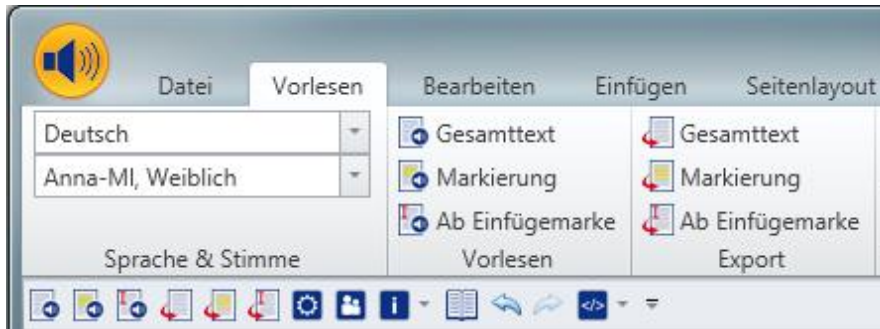 Datei Vorlesen Bearbeiten Einfügen Seitenlayout
Deutsch
Anna-Ml, Weiblich
Sprache & Stimme
Gesamttext
Markierung
Ab Einfügemarke
Vorlesen
Gesamttext
Markierung
Ab Einfügemarke
Export